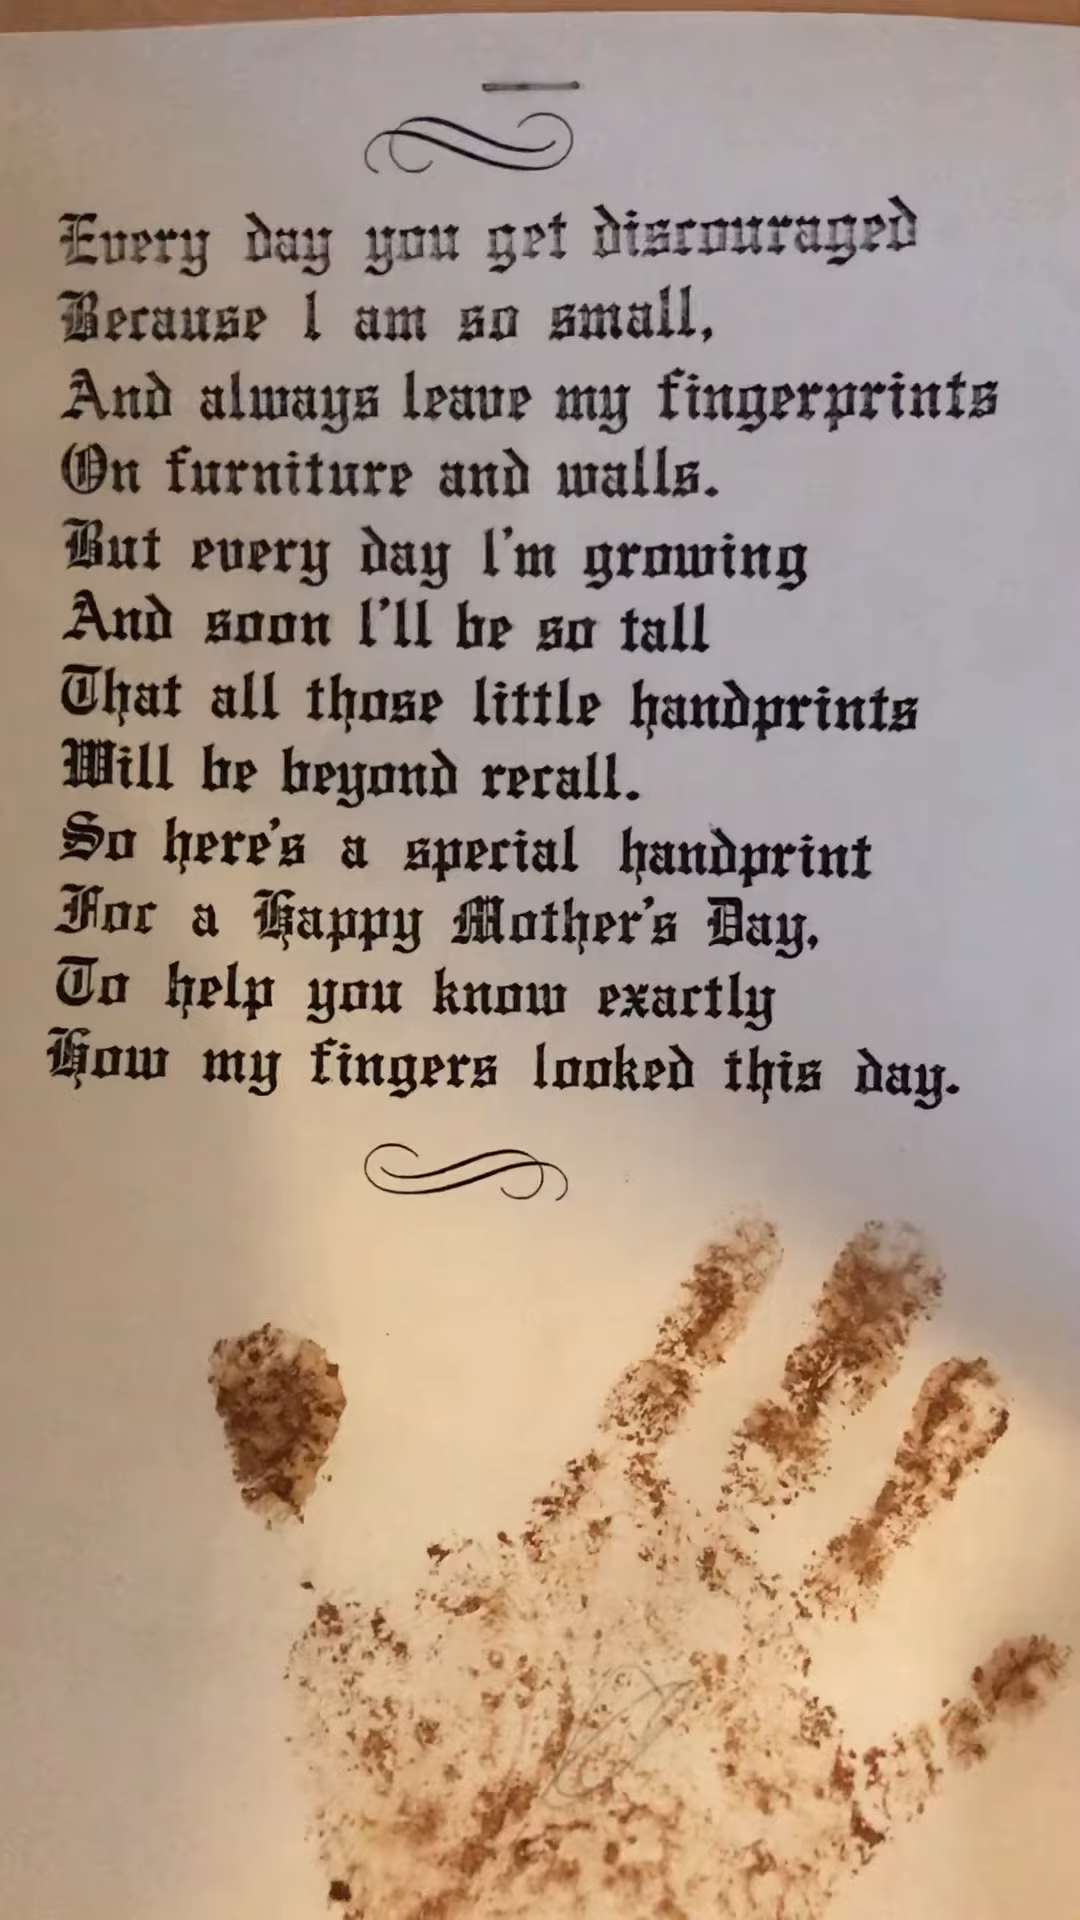 Every day you get discouraged
Because I am so small,
And always leave my fingerprints
On furniture and walls.
But every day I'm growing
And soon I'll be so tall
That all those little handprints
Will be beyond recall.
So here's a special handprint
For a Happy Mother's Day,
To help you know exactly
How my fingers looked this day.